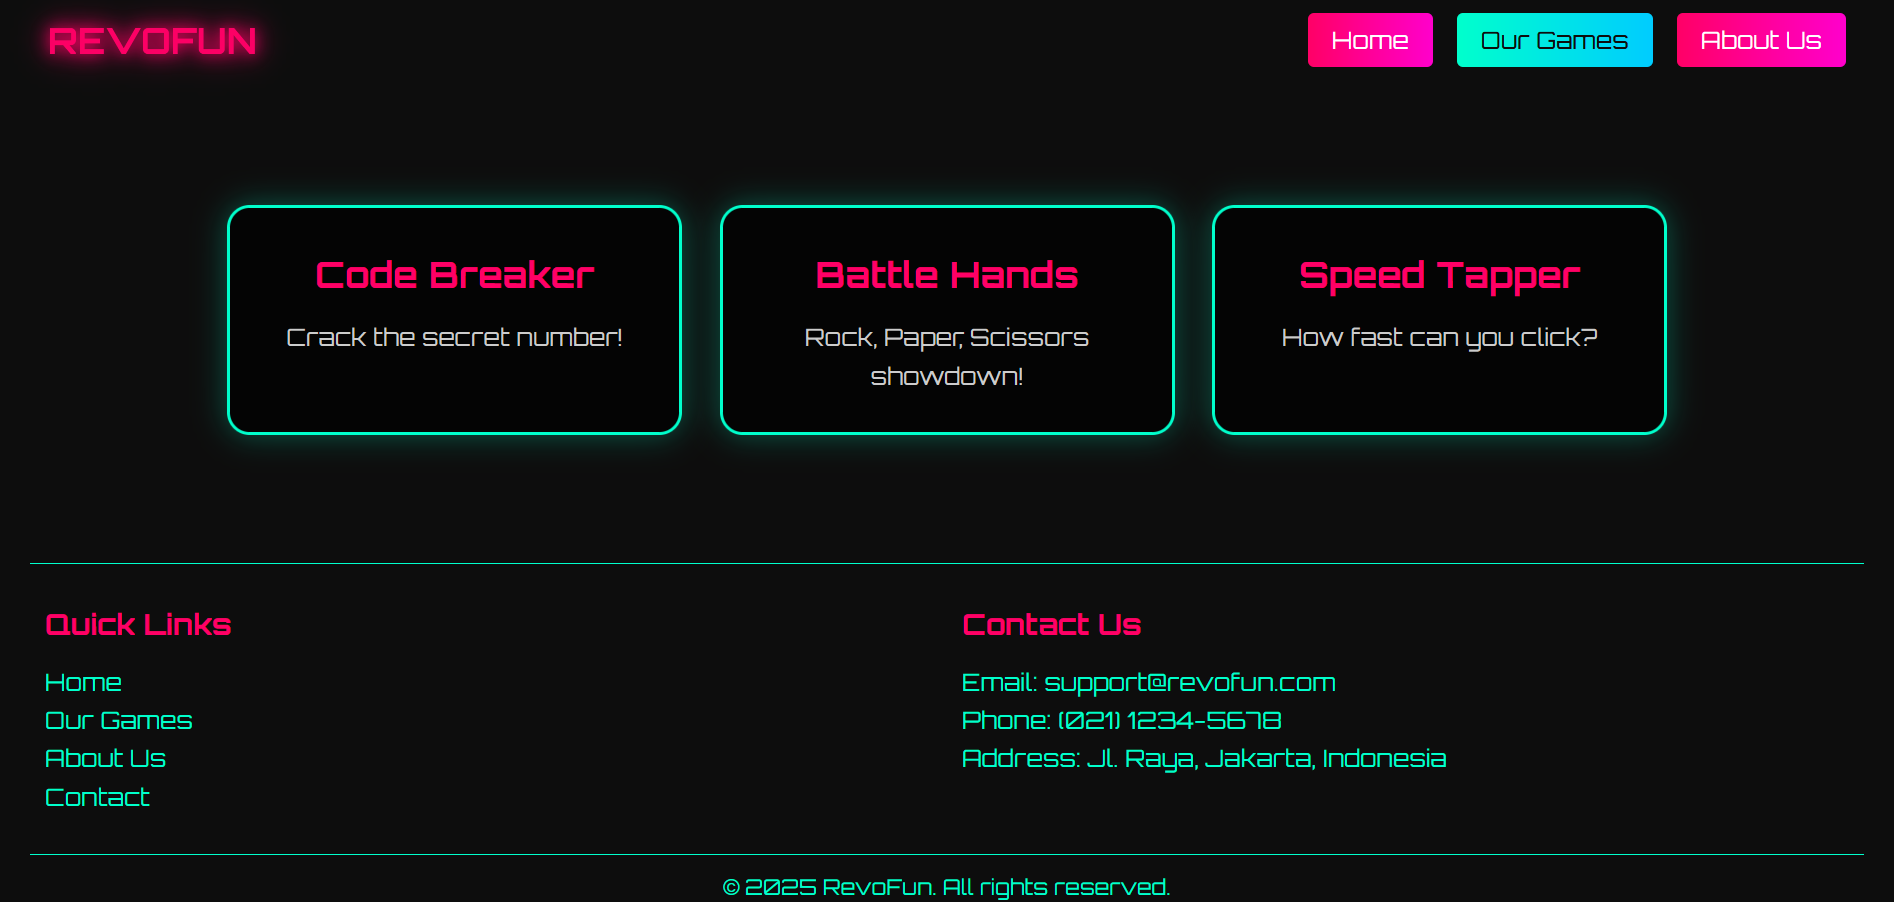 REVOFUN
Home
Our Games
About Us
Code Breaker
Crack the secret number!
Battle Hands
Rock, Paper, Scissors
showdown!
Speed Tapper
How fast can you click?
Quick Links
Home
Our Games
About Us
Contact
Contact Us
Email: support@revofun.com
Phone: (021) 1234-5678
Address: Jl. Raya, Jakarta, Indonesia
© 2025 RevoFun. All rights reserved.